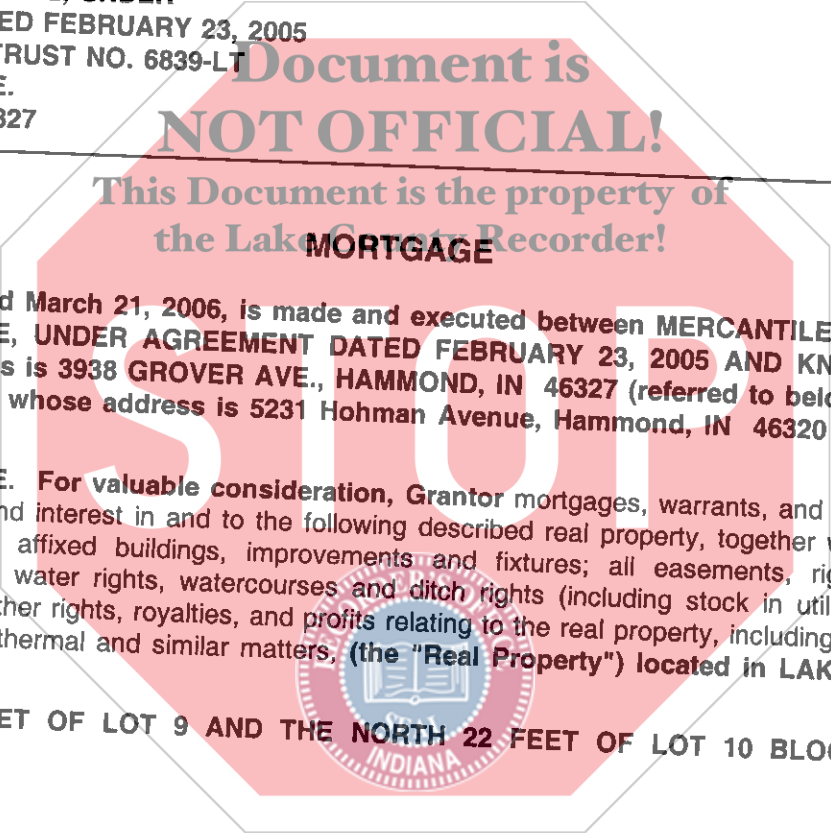 ED FEBRUARY 23, 2005
TRUST NO. 6839-LT
E.
327
Document is
NOT OFFICIAL!
This Document is the property of
the Lake County Recorder!
MORTGAGE
d March 21, 2006, is made and executed between MERCANTILE
E, UNDER AGREEMENT DATED FEBRUARY 23, 2005 AND KN
s is 3938 GROVER AVE., HAMMOND, IN 46327 (referred to belo
whose address is 5231 Hohman Avenue, Hammond, IN 46320
E. For valuable consideration, Grantor mortgages, warrants, and
nd interest in and to the following described real property, together
affixed buildings, improvements and fixtures; all easements, rig
water rights, watercourses and ditch rights (including stock in util
ther rights, royalties, and profits relating to the real property, including
thermal and similar matters, (the "Real Property") located in LAK
ET OF LOT 9 AND THE NORTH 22 FEET OF LOT 10 BLOC
STOP
SEAL
INDIANA